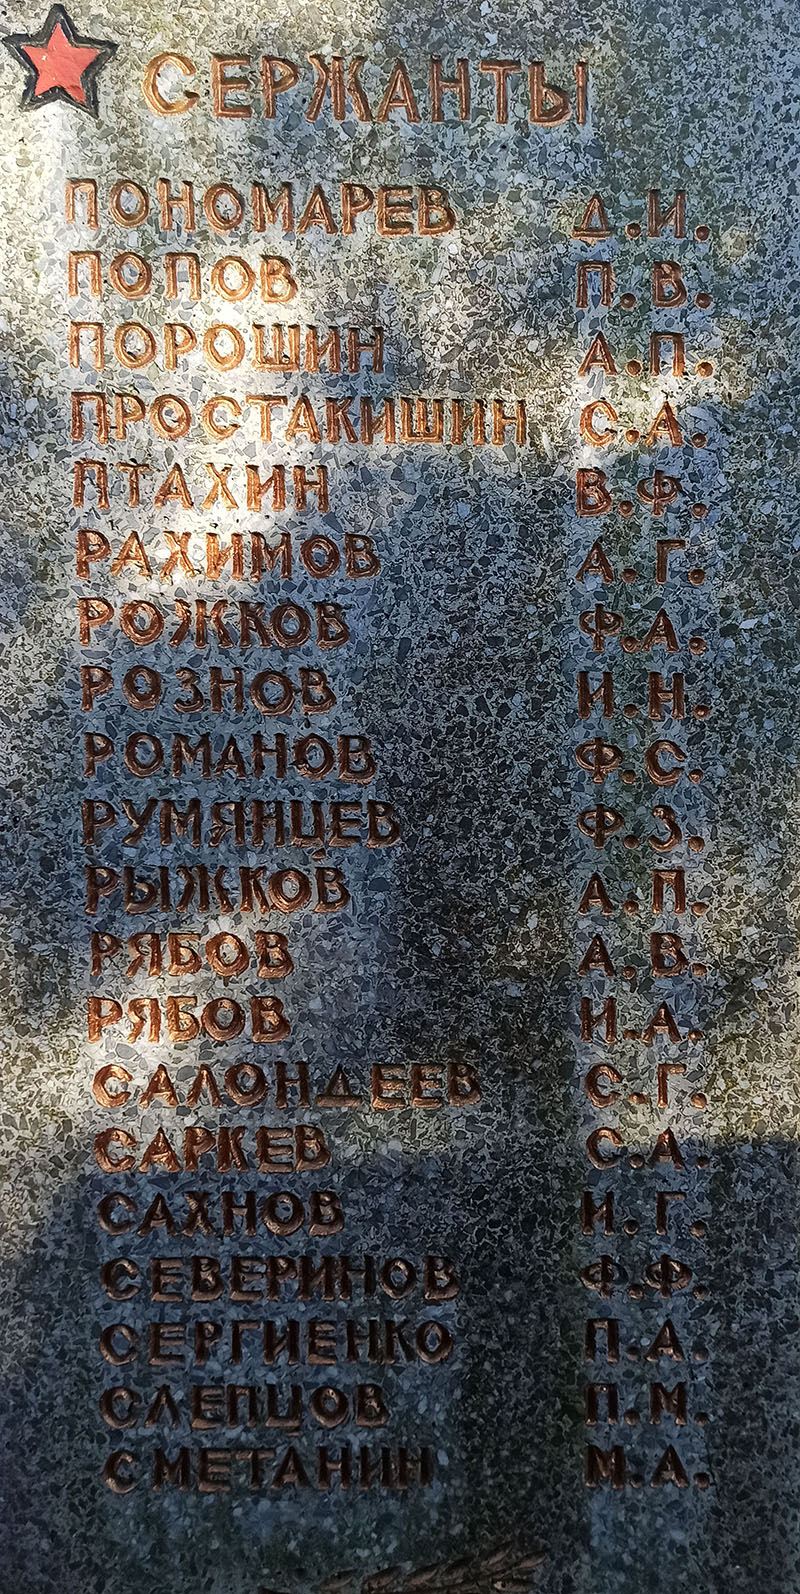 СЕРЖАНТЫ
ПОНОМАРЕВ Д.И.
ПОПОВ П.В.
ПОРОШИН А.П.
ПРОСТАКИШИН С.А.
ПТАХИН В.Ф.
РАХИМОВ А.Г.
РОЖКОВ Ф.А.
РОЗНОВ И.Н.
РОМАНОВ Ф.С.
РУМЯНЦЕВ Ф.З.
РЫЖКОВ А.П.
РЯБОВ А.В.
РЯБОВ И.А.
САЛОНДЕЕВ С.Г.
САРКЕВ С.А.
САХНОВ И.Г.
СЕВЕРИНОВ Ф.Ф.
СЕРГИЕНКО П.А.
СЛЕПЦОВ П.М.
СМЕТАНИН М.А.